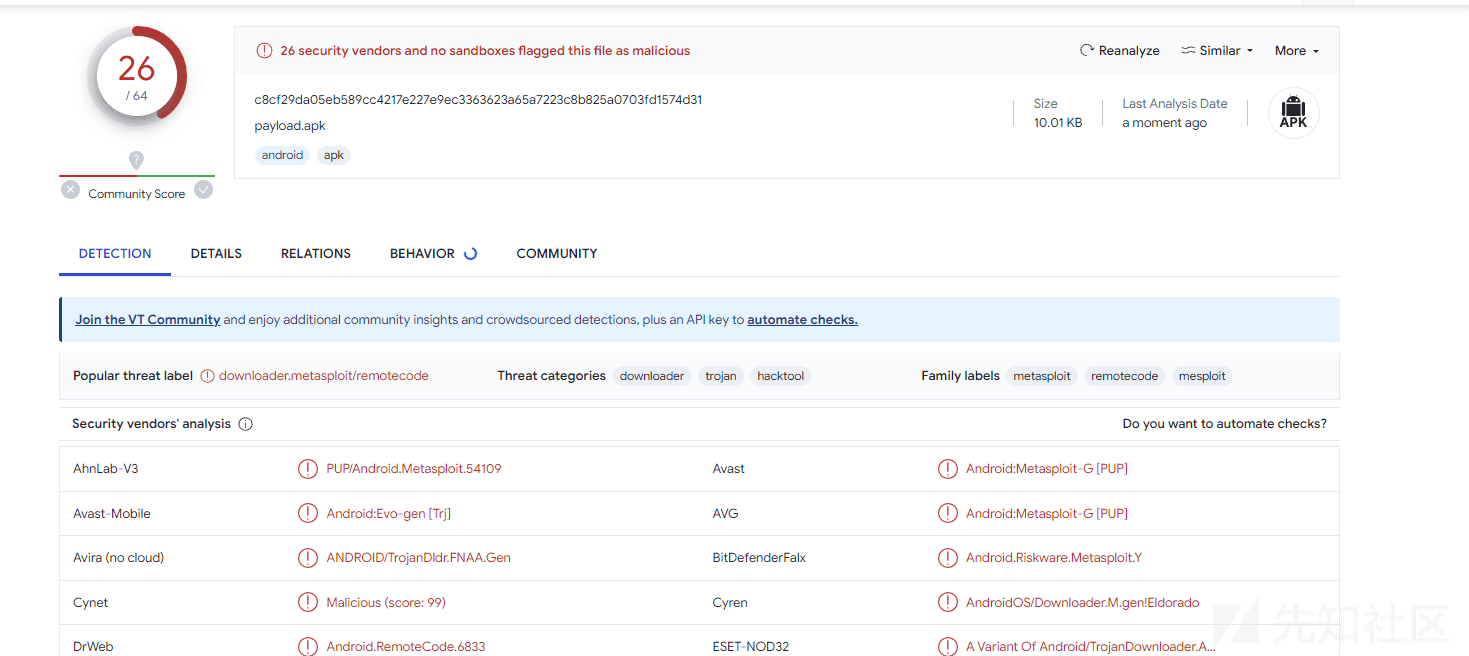 26
/ 64
?
Community Score
26 security vendors and no sandboxes flagged this file as malicious
Reanalyze
Similar
More
c8cf29da05eb589cc4217e227e9ec3363623a65a7223c8b825a0703fd1574d31
payload.apk
android
apk
Size
10.01 KB
Last Analysis Date
a moment ago
APK
DETECTION DETAILS RELATIONS BEHAVIOR COMMUNITY
Join the VT Community and enjoy additional community insights and crowdsourced detections, plus an API key to automate checks.
Popular threat label downloader.metasploit/remotecode Threat categories downloader trojan hacktool Family labels metasploit remotecode mesploit
Security vendors' analysis Do you want to automate checks?
AhnLab-V3 PUP/Android.Metasploit.54109 Avast Android:Metasploit-G [PUP]
Avast-Mobile Android:Evo-gen [Trj] AVG Android:Metasploit-G [PUP]
Avira (no cloud) ANDROID/TrojanDldr.FNAA.Gen BitDefenderFalx Android.Riskware.Metasploit.Y
Cynet Malicious (score: 99) Cyren AndroidOS/Downloader.M.gen!Eldorado
DrWeb Android.RemoteCode.6833 ESET-NOD32 A Variant Of Android/TrojanDownloader.A...
先知社区